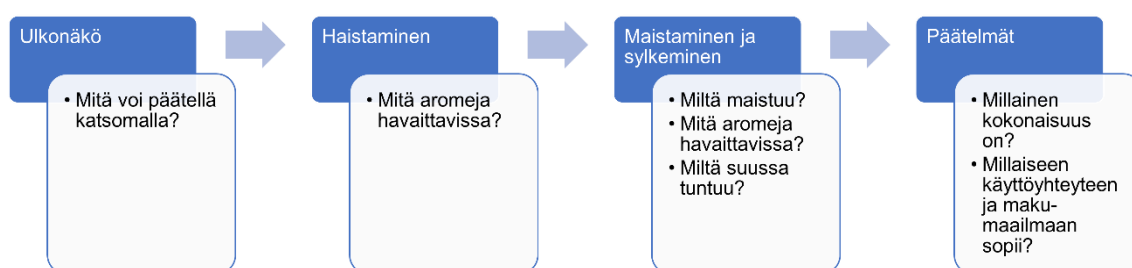 Ulkonäkö
• Mitä voi päätellä
katsomalla?
Haistaminen
• Mitä aromeja
havaittavissa?
Maistaminen ja
sylkeminen
• Miltä maistuu?
• Mitä aromeja
havaittavissa?
• Miltä suussa
tuntuu?
Päätelmät
• Millainen
kokonaisuus
on?
• Millaiseen
käyttöyhteyteen
ja maku-
maailmaan
sopii?